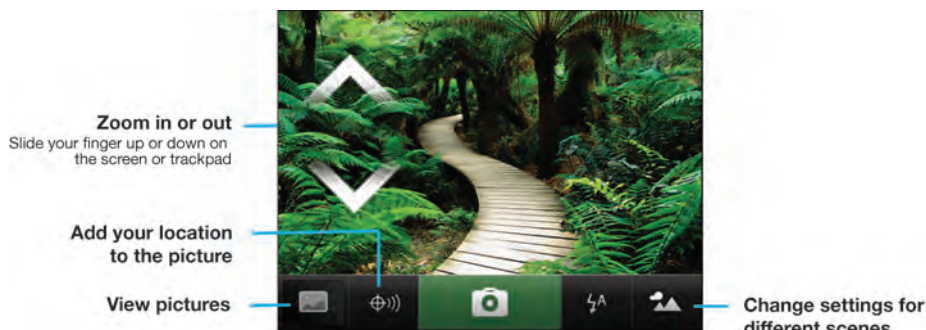 Zoom in or out
Slide your finger up or down on
the screen or trackpad
Add your location
to the picture
View pictures
A
Change settings for
different scenes